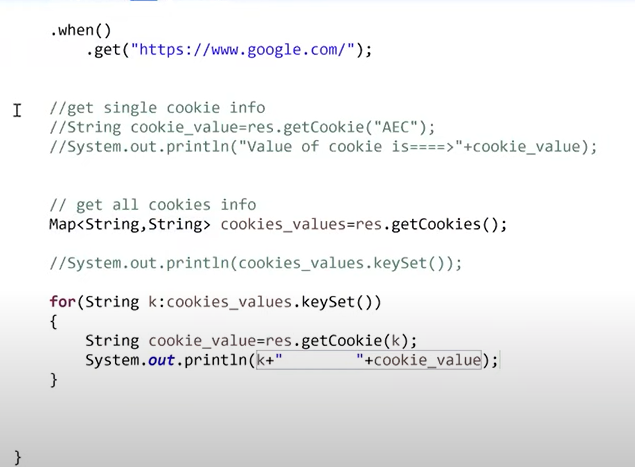 .when()
.get("https://www.google.com/");
//get single cookie info
//String cookie_value=res.getCookie("AEC");
//System.out.println("Value of cookie is====>"+cookie_value);
// get all cookies info
Map<String,String> cookies_values=res.getCookies();
//System.out.println(cookies_values.keySet());
for(String k:cookies_values.keySet())
{
String cookie_value=res.getCookie(k);
System.out.println(k+"        "+cookie_value);
}
}